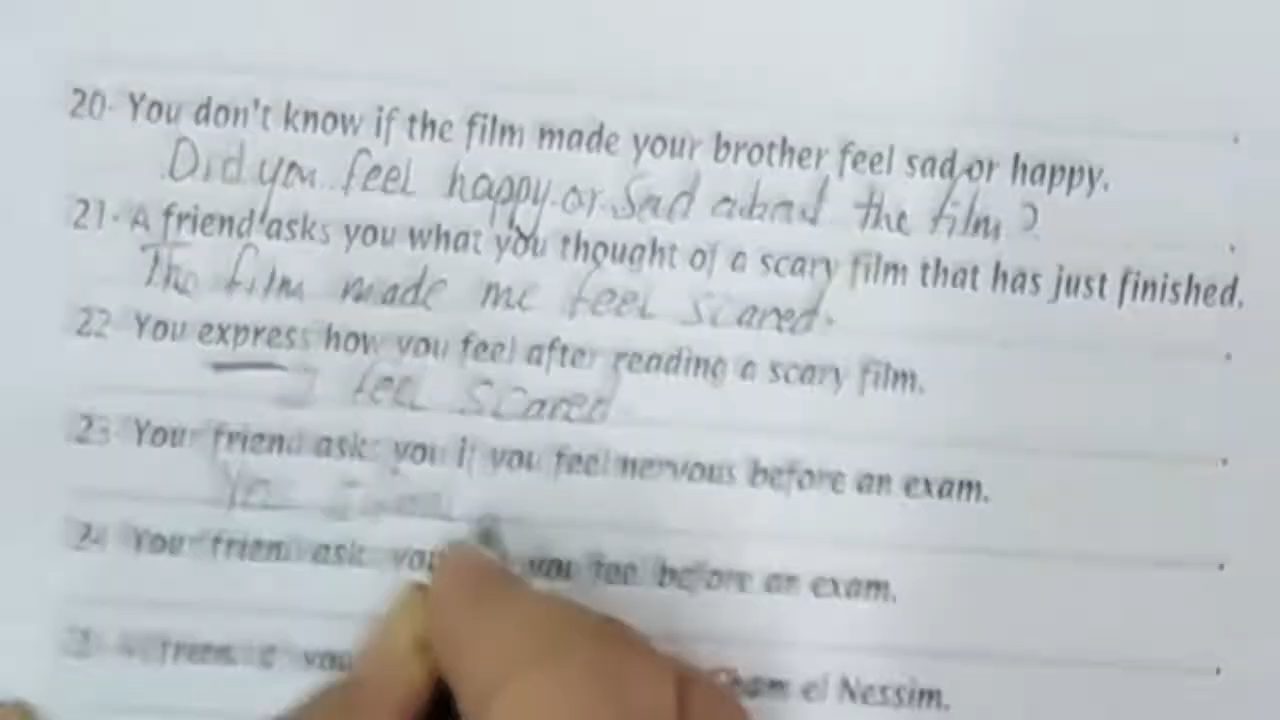 20- You don't know if the film made your brother feel sad or happy.
Did you feel happy or sad about the film?
21- A friend asks you what you thought of a scary film that has just finished.
The film made me feel scared.
22- You express how you feel after reading a scary film.
I feel scared
23- Your friend asks you if you feel nervous before an exam.
Yes I
24- Your friend asks you you feel before an exam.
you Sham el Nessim.